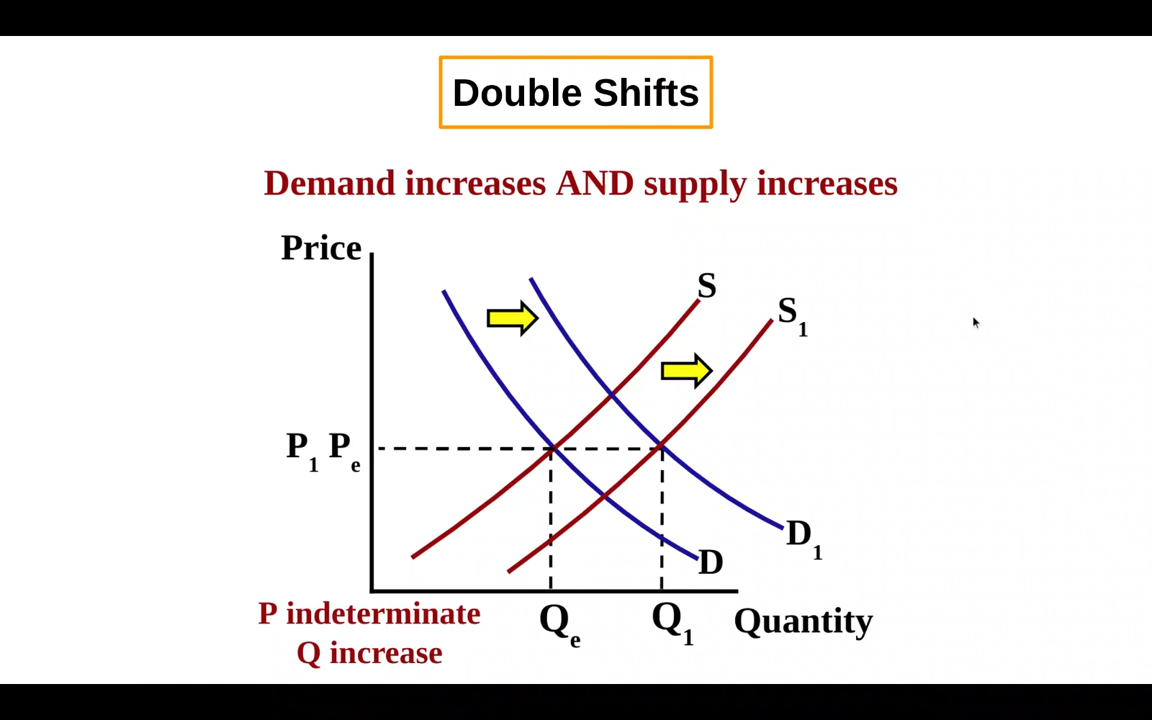 Double Shifts
Demand increases AND supply increases
Price
S
S1
P1 Pe
D1
D
P indeterminate
Q increase
Qe
Q1
Quantity